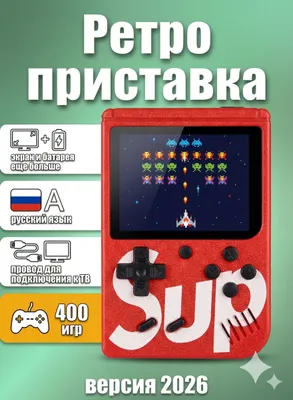 Ретро
приставка
экран и батарея
еще больше
A
русский язык
провод для
подключения к ТВ
400
игр
Sup
версия 2026